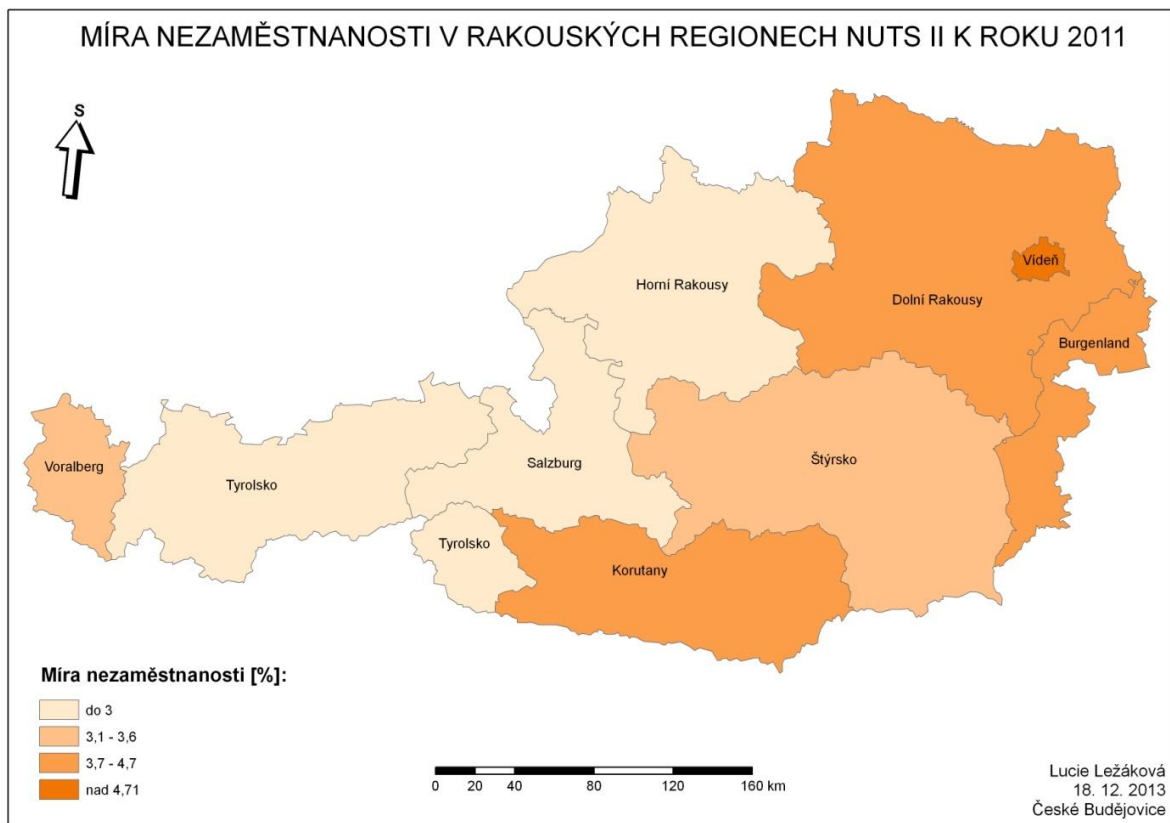 MÍRA NEZAMĚSTNANOSTI V RAKOUSKÝCH REGIONECH NUTS II K ROKU 2011
S
Vídeň
Horní Rakousy
Dolní Rakousy
Burgenland
Voralberg
Tyrolsko
Salzburg
Štýrsko
Tyrolsko
Korutany
Míra nezaměstnanosti [%]:
do 3
3,1 - 3,6
3,7 - 4,7
nad 4,71
0 20 40 80 120 160 km
Lucie Ležáková
18. 12. 2013
České Budějovice